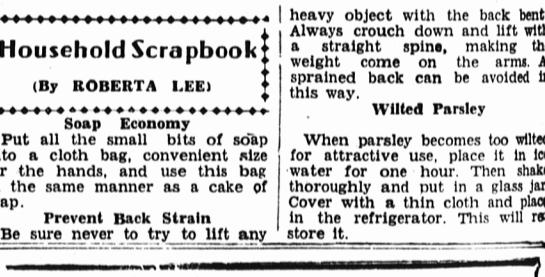 Household Scrapbook
(By ROBERTA LEE)
Soap Economy
Put all the small bits of soap
to a cloth bag, convenient size
r the hands, and use this bag
the same manner as a cake of
ap.
Prevent Back Strain
Be sure never to try to lift any
heavy object with the back bent
Always crouch down and lift with
a straight spine, making th
weight come on the arms. A
sprained back can be avoided i
this way.
Wilted Parsley
When parsley becomes too wilted
for attractive use, place it in ice
water for one hour. Then shake
thoroughly and put in a glass jar
Cover with a thin cloth and place
in the refrigerator. This will re
store it.